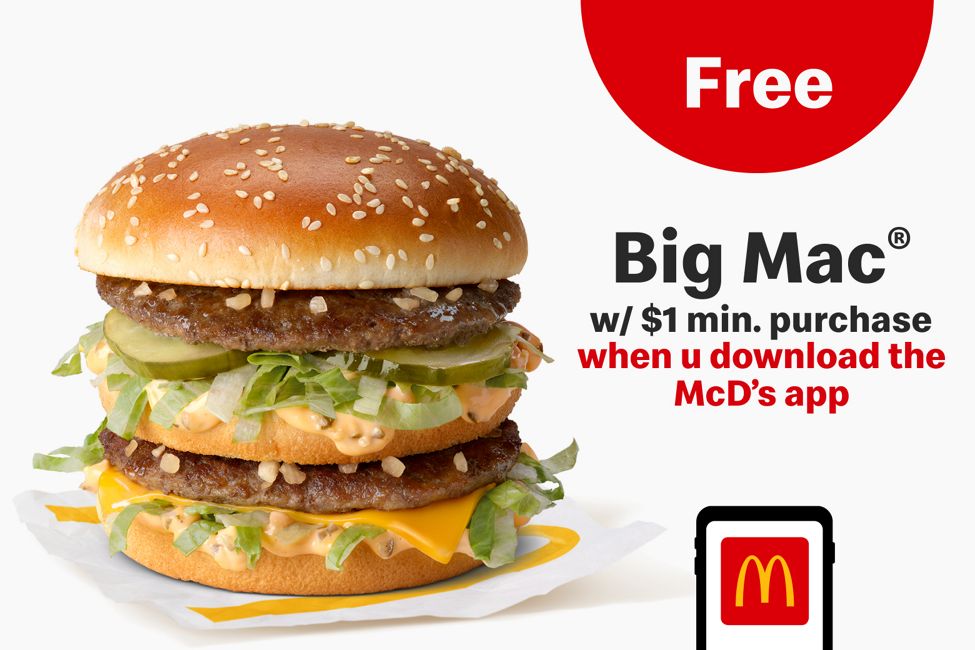 Free
Big Mac®
w/ $1 min. purchase
when u download the
McD's app